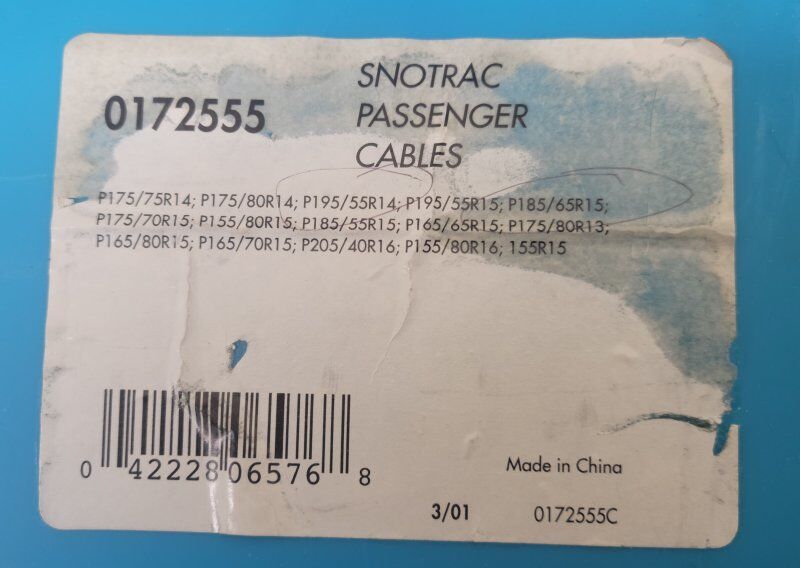 0172555
SNOTRAC
PASSENGER
CABLES
P175/75R14; P175/80R14; P195/55R14; P195/55R15; P185/65R15;
P175/70R15; P155/80R15; P185/55R15; P165/65R15; P175/80R13;
P165/80R15; P165/70R15; P205/40R16; P155/80R16; 155R15
0 42228 06576 8
Made in China
3/01 0172555C